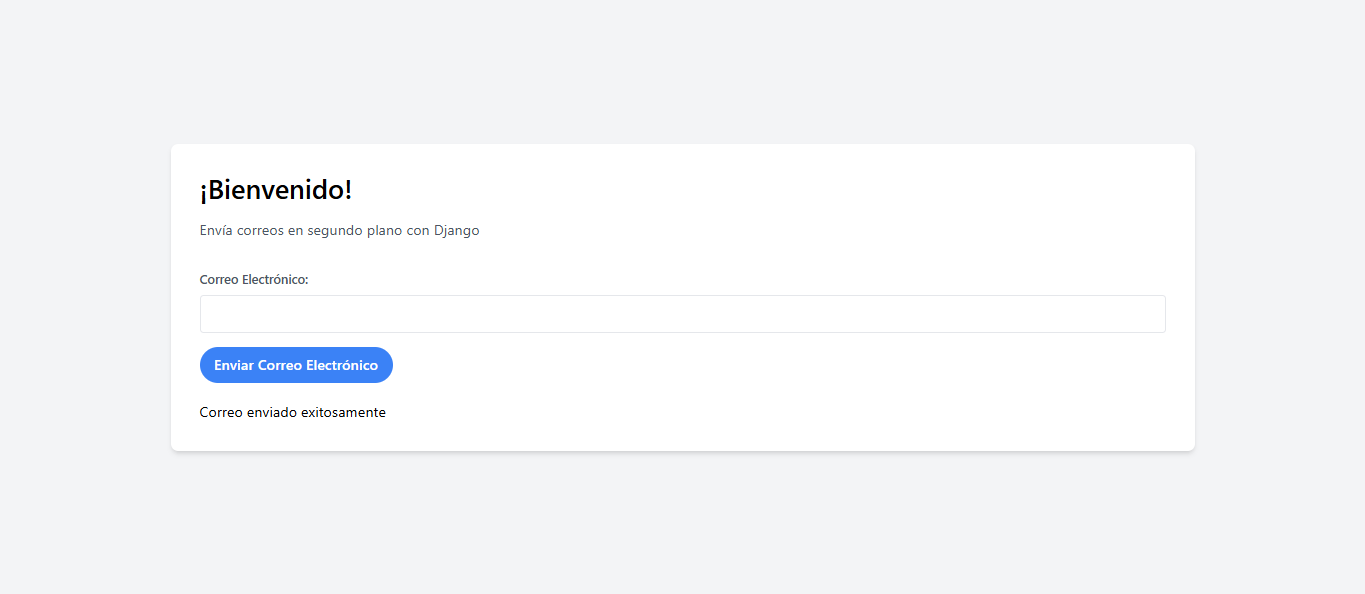 ¡Bienvenido!
Envía correos en segundo plano con Django
Correo Electrónico:
Enviar Correo Electrónico
Correo enviado exitosamente